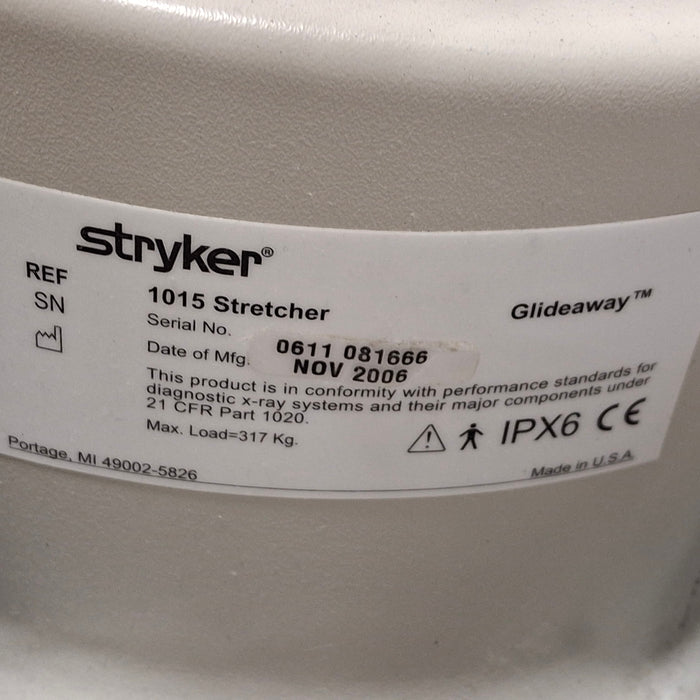 stryker®
REF 1015 Stretcher Glideaway™
SN Serial No. 0611 081666
Date of Mfg. NOV 2006
This product is in conformity with performance standards for
diagnostic x-ray systems and their major components under
21 CFR Part 1020.
Max. Load=317 Kg.
IPX6 CE
Portage, MI 49002-5826
Made in U.S.A.